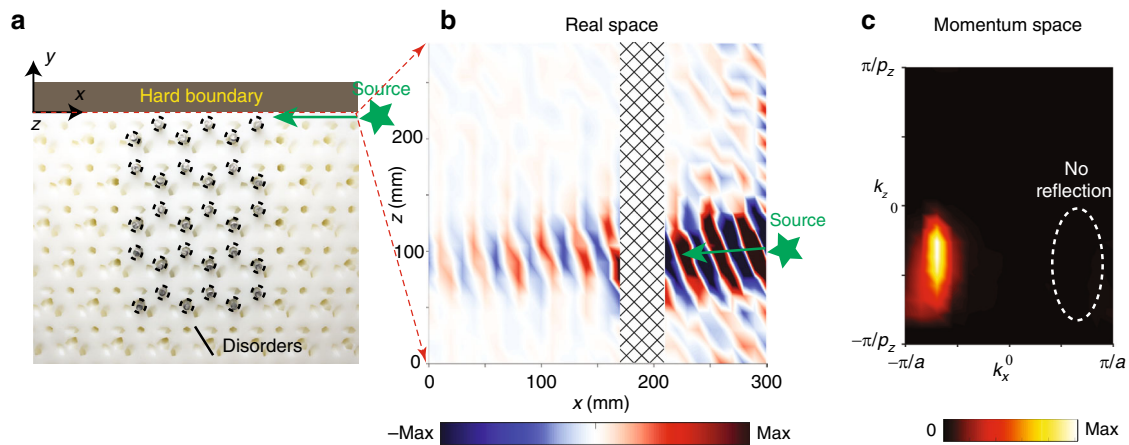 a
y
x
z
Hard boundary
Source
Disorders
b
Real space
z (mm)
200
100
0
Source
0
100
200
300
x (mm)
–Max
Max
c
Momentum space
π/p_z
k_z
0
−π/p_z
No
reflection
−π/a
k_x^0
π/a
0
Max